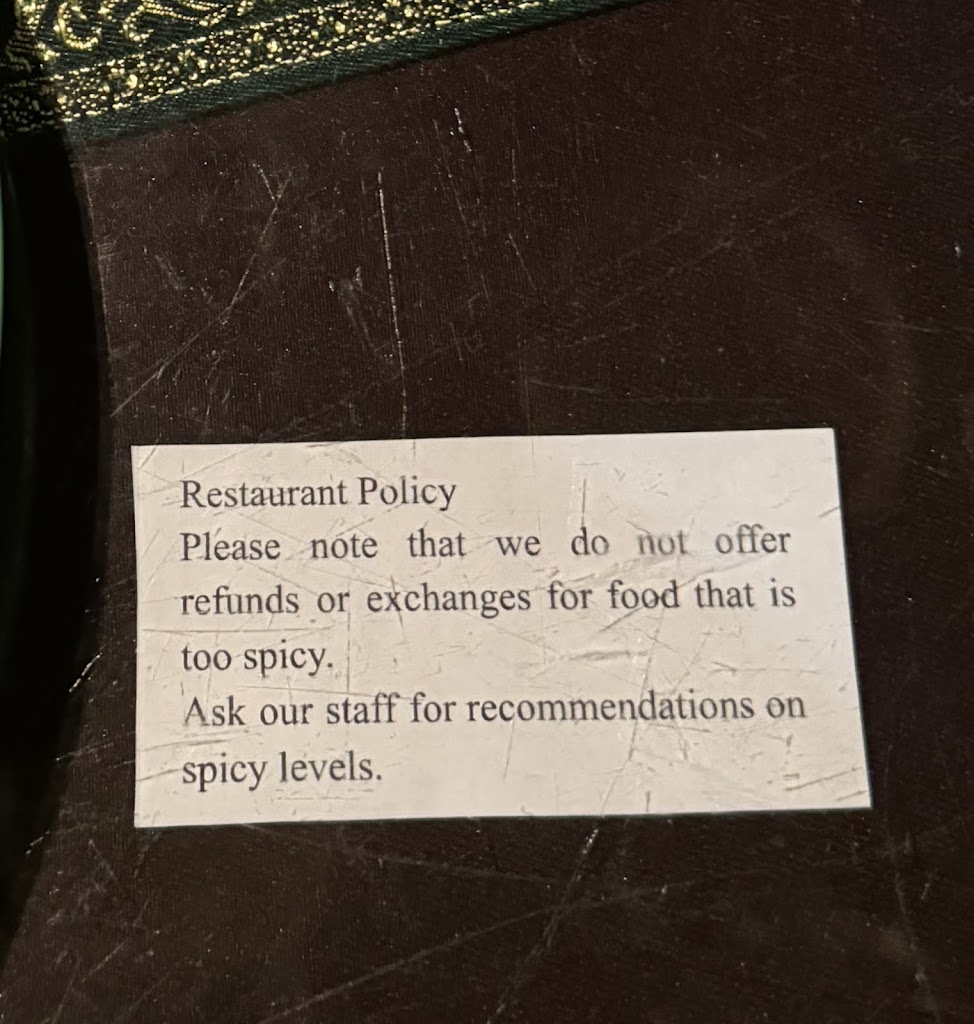 Restaurant Policy
Please note that we do not offer
refunds or exchanges for food that is
too spicy.
Ask our staff for recommendations on
spicy levels.